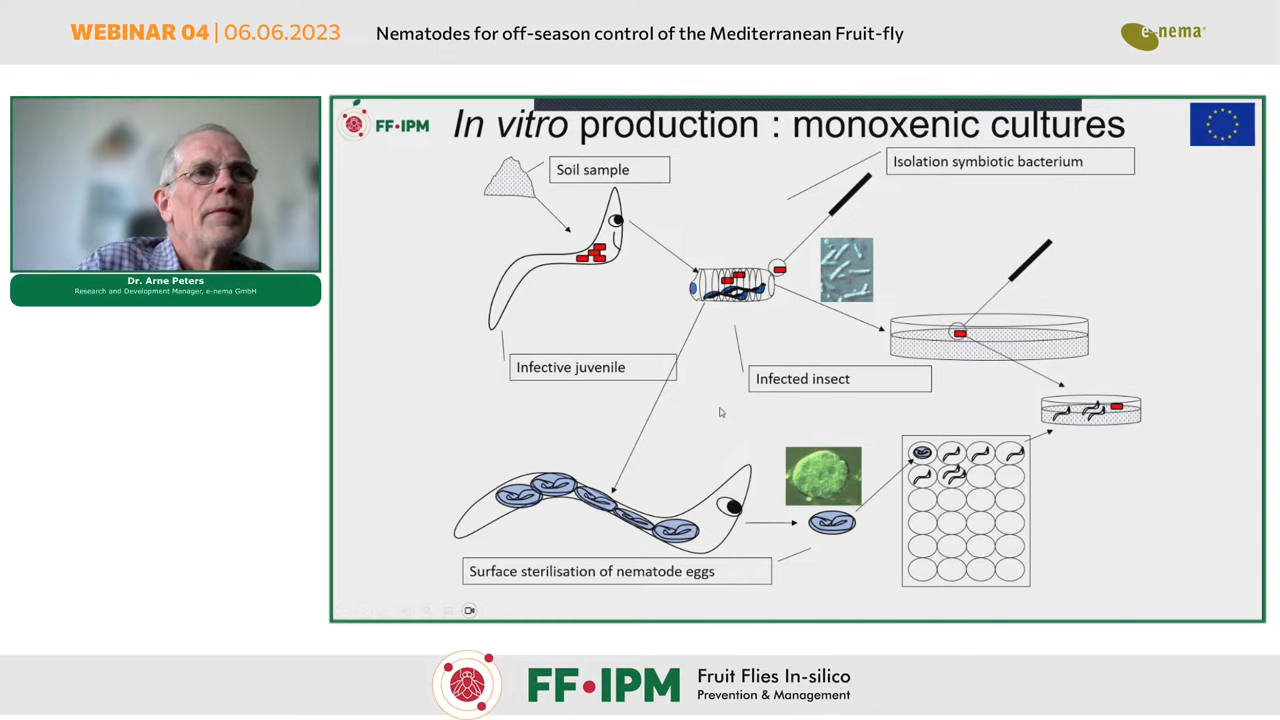 WEBINAR 04 | 06.06.2023
Nematodes for off-season control of the Mediterranean Fruit-fly
e-nema
FF•IPM
In vitro production : monoxenic cultures
Soil sample
Isolation symbiotic bacterium
Dr. Arne Peters
Research and Development Manager, e-nema GmbH
Infective juvenile
Infected insect
Surface sterilisation of nematode eggs
FF•IPM
Fruit Flies In-silico
Prevention & Management